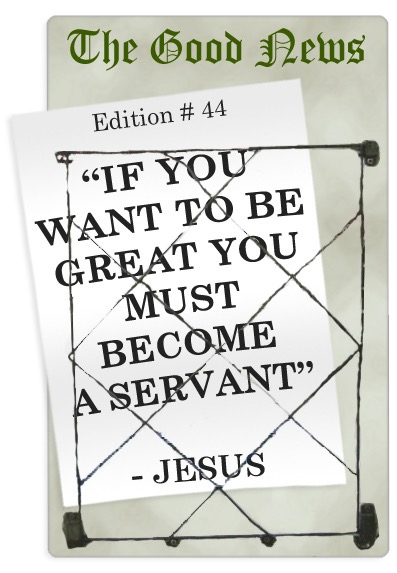 The Good News
Edition # 44
“IF YOU
WANT TO BE
GREAT YOU
MUST
BECOME
A SERVANT”
- JESUS